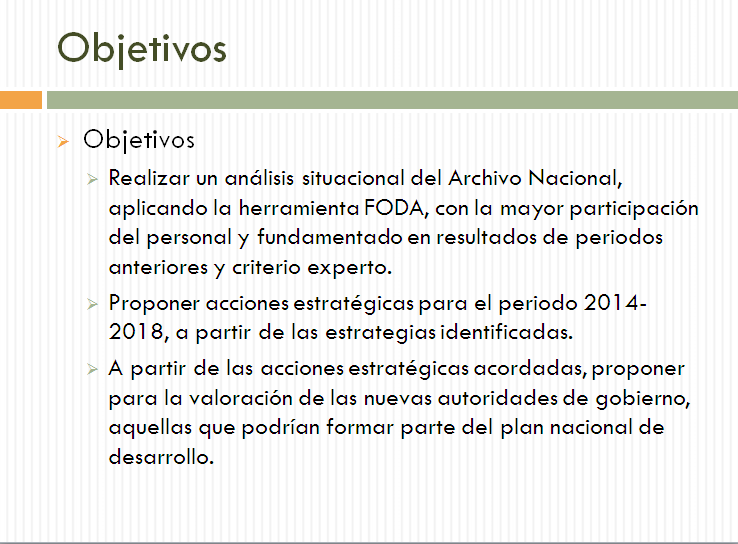 Objetivos
Objetivos
Realizar un análisis situacional del Archivo Nacional,
aplicando la herramienta FODA, con la mayor participación
del personal y fundamentado en resultados de periodos
anteriores y criterio experto.
Proponer acciones estratégicas para el periodo 2014-
2018, a partir de las estrategias identificadas.
A partir de las acciones estratégicas acordadas, proponer
para la valoración de las nuevas autoridades de gobierno,
aquellas que podrían formar parte del plan nacional de
desarrollo.